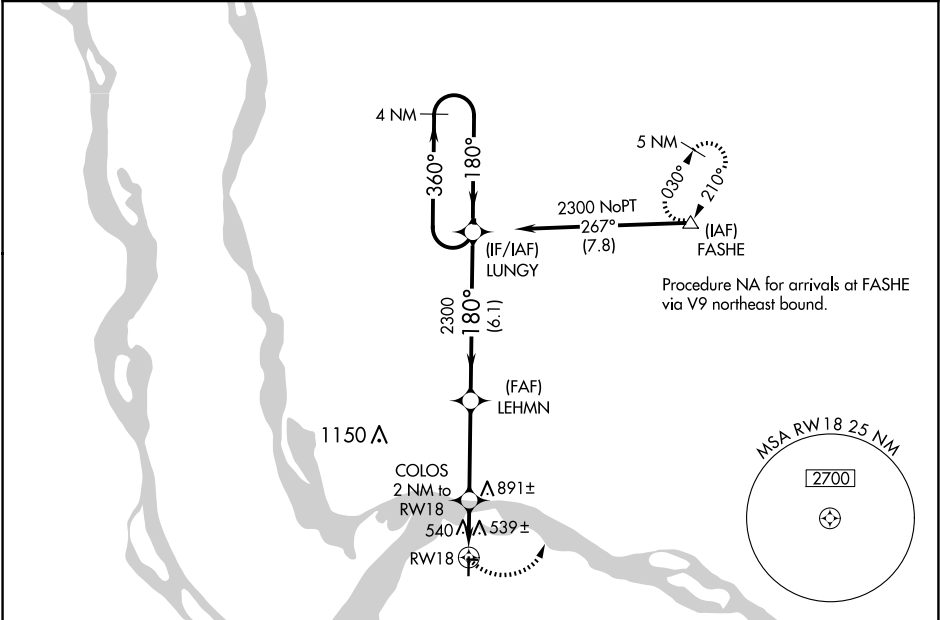 4 NM
360°
180°
5 NM
030°
210°
2300 NoPT
267°
(7.8)
(IAF)
FASHE
(IF/IAF)
LUNGY
Procedure NA for arrivals at FASHE
via V9 northeast bound.
2300
180°
(6.1)
(FAF)
LEHMN
1150
MSA RW18 25 NM
2700
COLOS
2 NM to
RW18
891±
540
539±
RW18